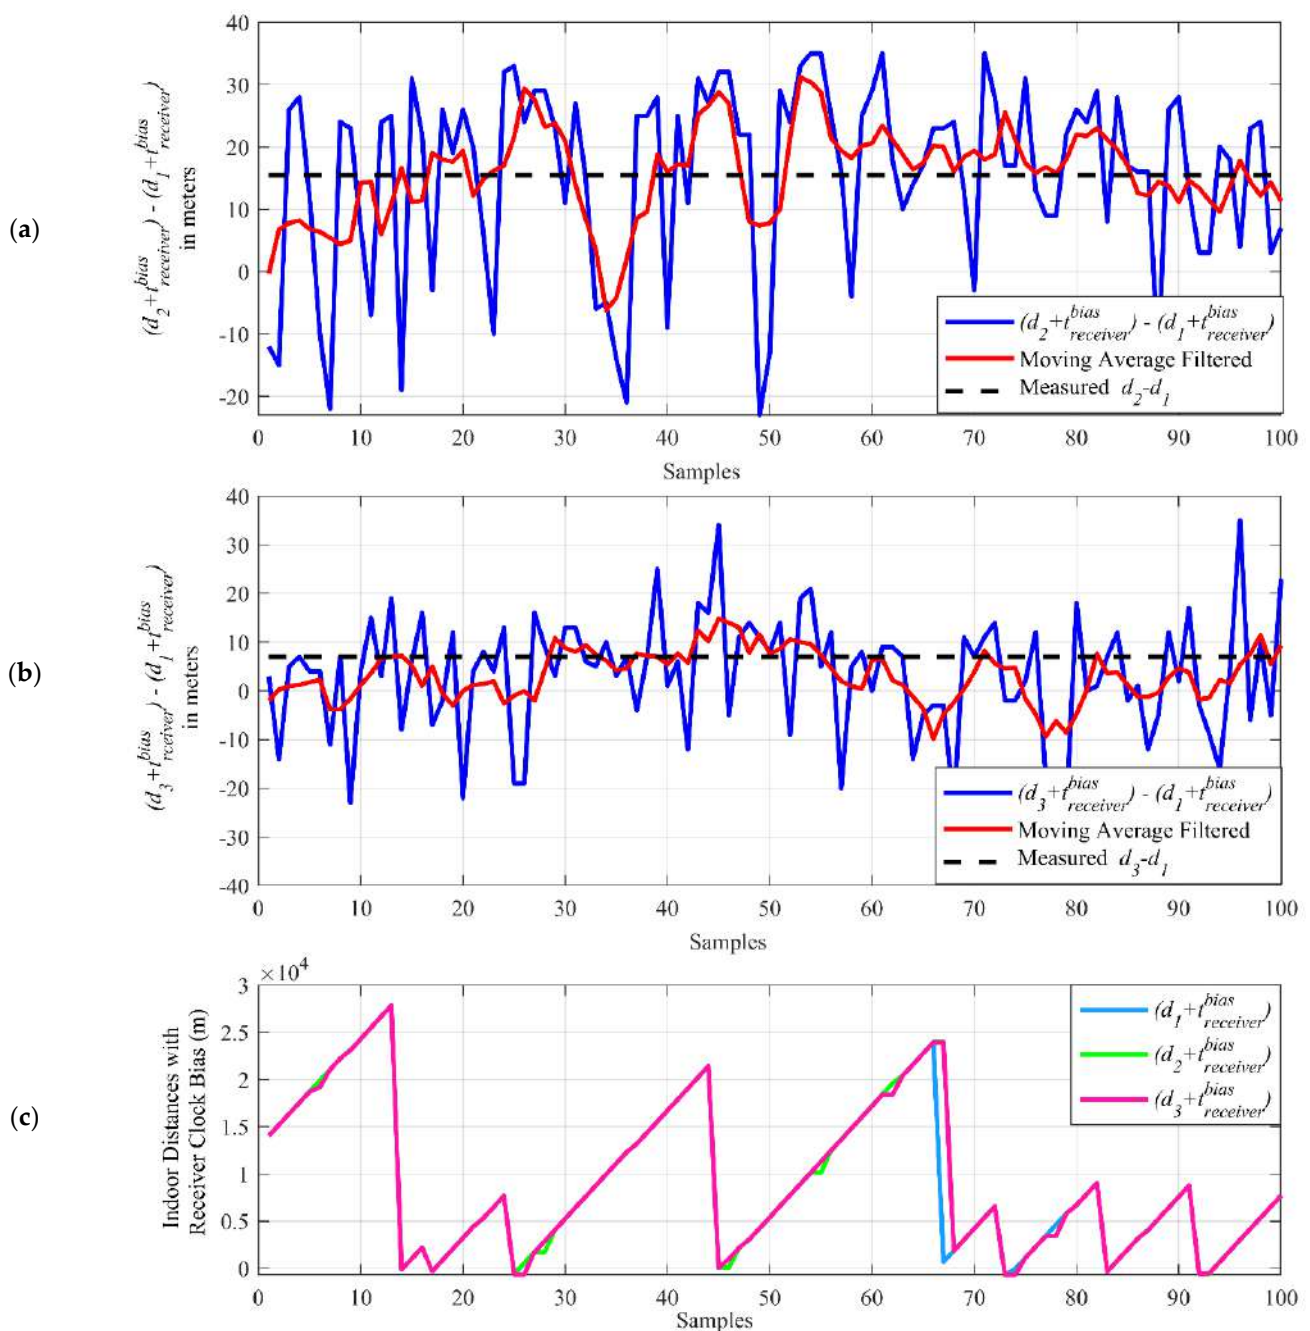 (a)
(d2+t^bias_receiver) - (d1+t^bias_receiver)
in meters
40
30
20
10
0
-10
-20
0 10 20 30 40 50 60 70 80 90 100
Samples
(d2+t^bias_receiver) - (d1+t^bias_receiver)
Moving Average Filtered
Measured d2-d1
(b)
(d3+t^bias_rceiver) - (d1+t^bias_receiver)
in meters
40
30
20
10
0
-10
-20
-30
-40
0 10 20 30 40 50 60 70 80 90 100
Samples
(d3+t^bias_receiver) - (d1+t^bias_receiver)
Moving Average Filtered
Measured d3-d1
(c)
Indoor Distances with
Receiver Clock Bias (m)
×10^4
3
2.5
2
1.5
1
0.5
0
0 10 20 30 40 50 60 70 80 90 100
Samples
(d1+t^bias_receiver)
(d2+t^bias_receiver)
(d3+t^bias_receiver)